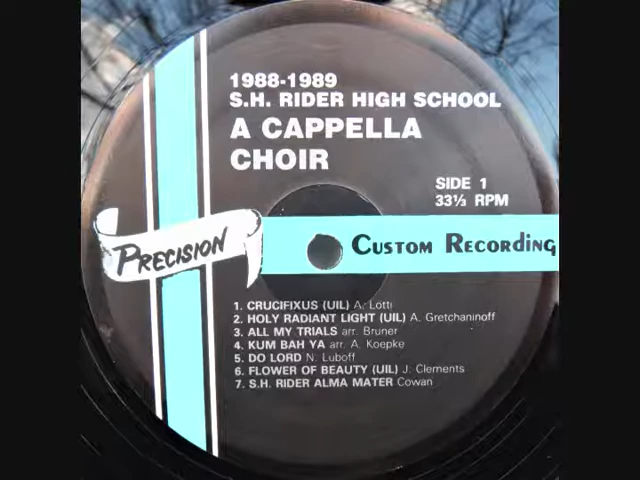 1988-1989
S.H. RIDER HIGH SCHOOL
A CAPPELLA
CHOIR
SIDE 1
33⅓ RPM
PRECISION
CUSTOM RECORDING
1. CRUCIFIXUS (UIL) A. Lotti
2. HOLY RADIANT LIGHT (UIL) A. Gretchaninoff
3. ALL MY TRIALS arr. Bruner
4. KUM BAH YA arr. A. Koepke
5. DO LORD N. Luboff
6. FLOWER OF BEAUTY (UIL) J. Clements
7. S.H. RIDER ALMA MATER Cowan